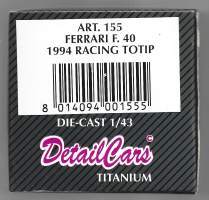 ART. 155
FERRARI F. 40
1994 RACING TOTIP
8 014094 001555
DIE-CAST 1/43
DetailCars ©
TITANIUM